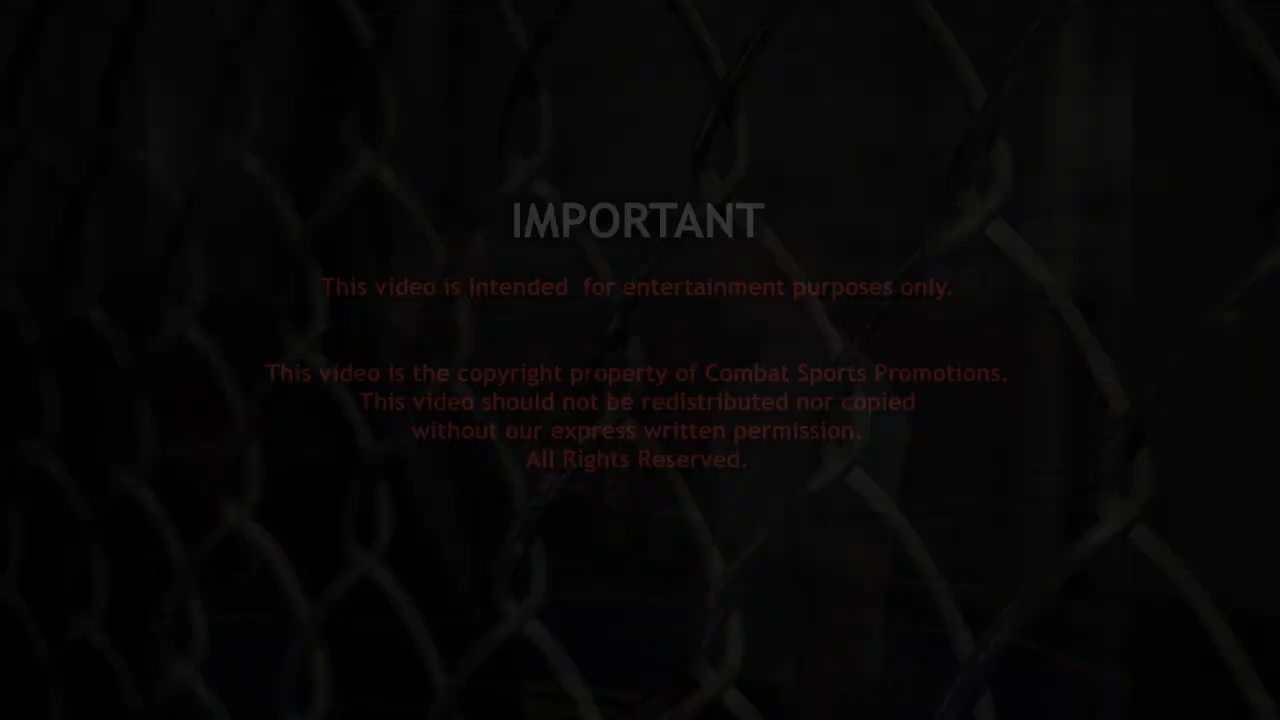 IMPORTANT
This video is intended for entertainment purposes only.
This video is the copyright property of Combat Sports Promotions.
This video should not be redistributed nor copied
without our express written permission.
All Rights Reserved.